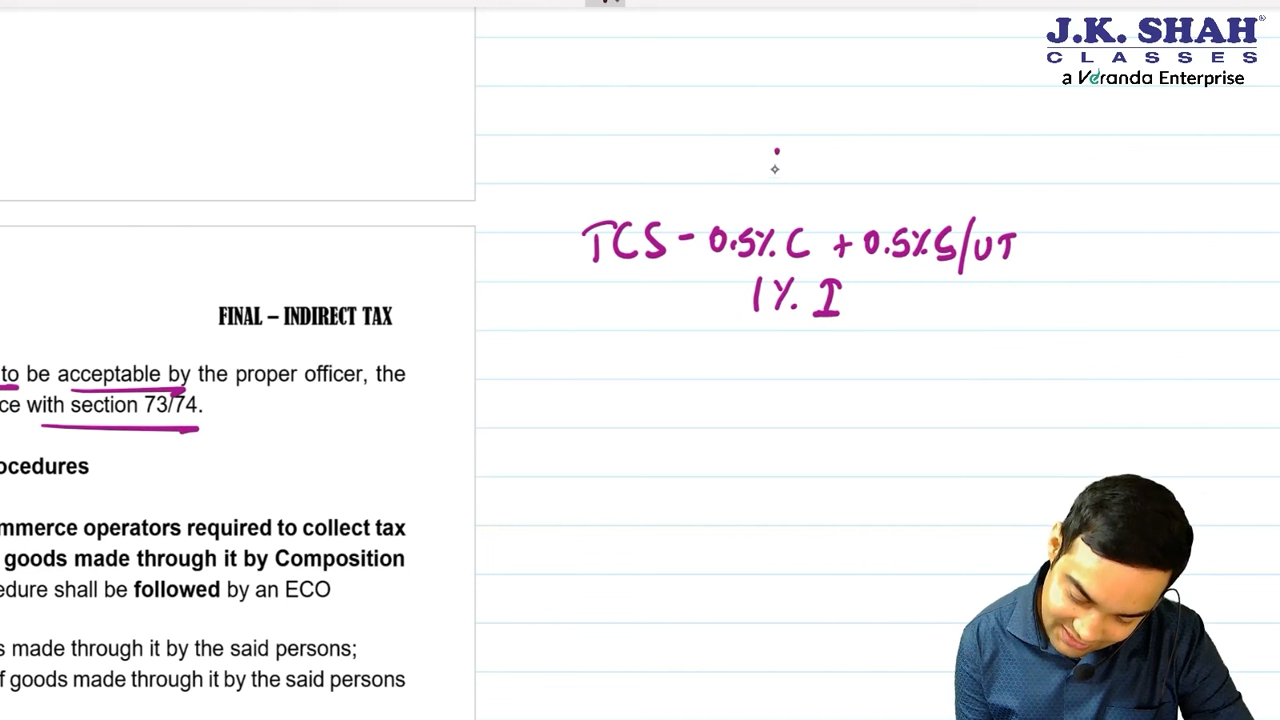 J.K. SHAH®
CLASSES
a Veranda Enterprise
TCS - 0.5% C + 0.5% S/UT
1% I
FINAL – INDIRECT TAX
to be acceptable by the proper officer, the
ce with section 73/74.
ocedures
mmerce operators required to collect tax
goods made through it by Composition
edure shall be followed by an ECO
s made through it by the said persons;
f goods made through it by the said persons